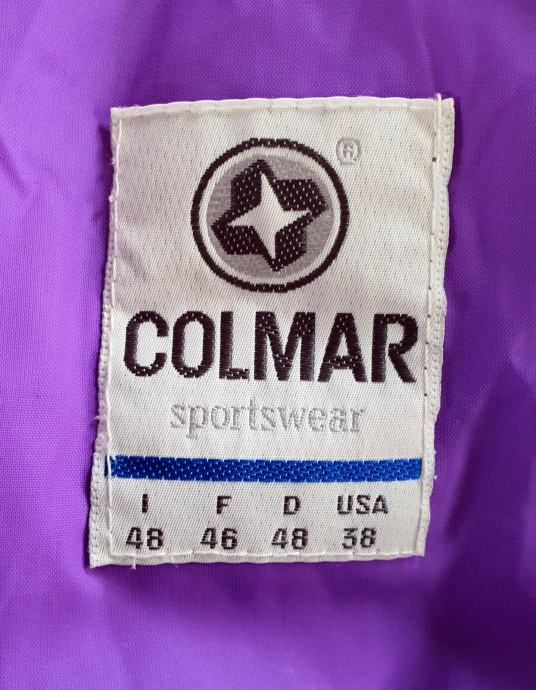 ®
COLMAR
sportswear
I F D USA
48 46 48 38